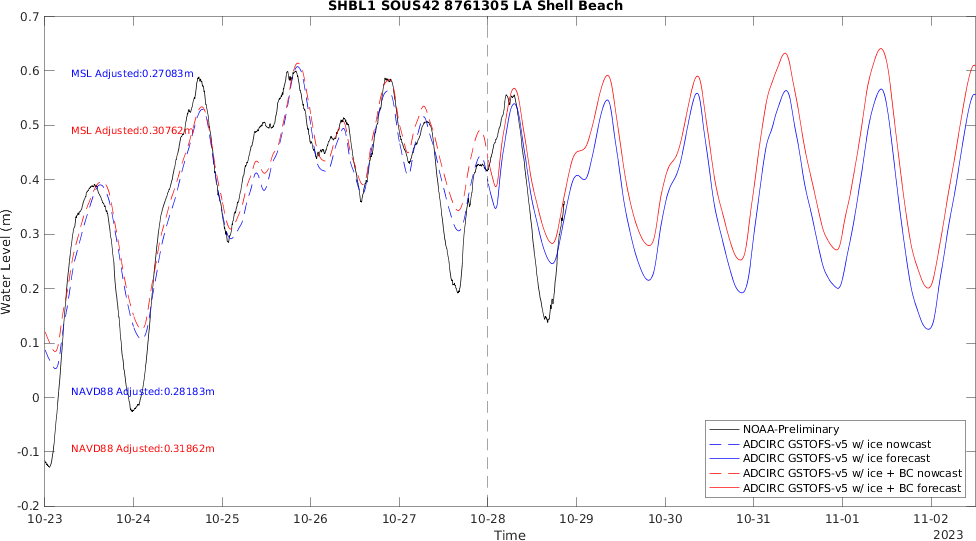 SHBL1 SOUS42 8761305 LA Shell Beach
0.7
0.6
0.5
0.4
0.3
0.2
0.1
0
-0.1
-0.2
Water Level (m)
MSL Adjusted:0.27083m
MSL Adjusted:0.30762m
NAVD88 Adjusted:0.28183m
NAVD88 Adjusted:0.31862m
NOAA-Preliminary
ADCIRC GSTOFS-v5 w/ ice nowcast
ADCIRC GSTOFS-v5 w/ ice forecast
ADCIRC GSTOFS-v5 w/ ice + BC nowcast
ADCIRC GSTOFS-v5 w/ ice + BC forecast
10-23 10-24 10-25 10-26 10-27 10-28 10-29 10-30 10-31 11-01 11-02
Time
2023